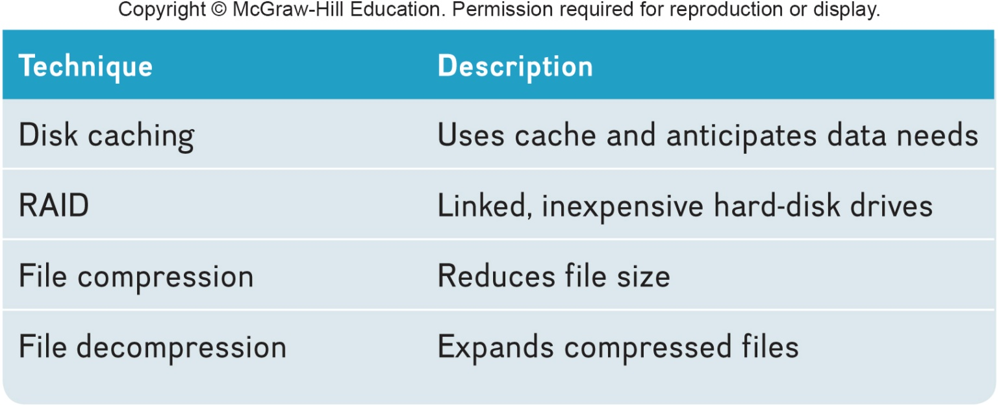 Copyright © McGraw-Hill Education. Permission required for reproduction or display.
Technique Description
Disk caching Uses cache and anticipates data needs
RAID Linked, inexpensive hard-disk drives
File compression Reduces file size
File decompression Expands compressed files